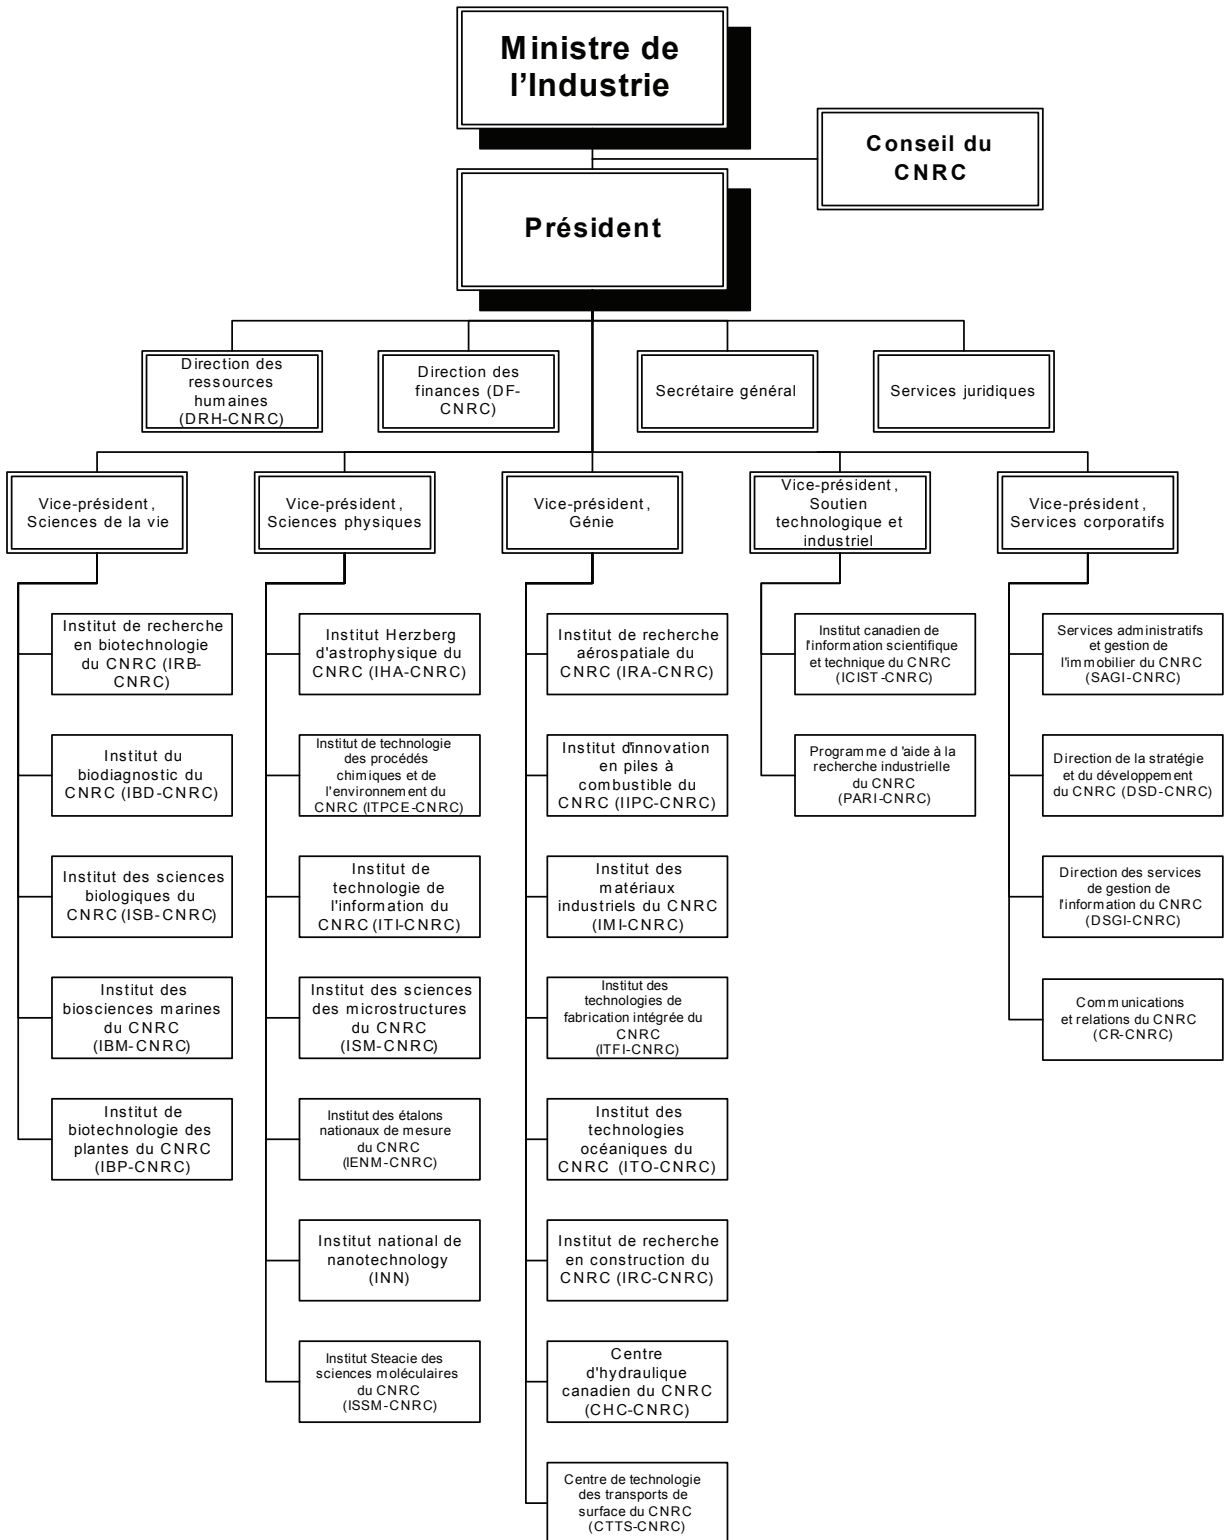 Ministre de
l'Industrie
Conseil du
CNRC
Président
Direction des
ressources
humaines
(DRH-CNRC)
Direction des
finances (DF-
CNRC)
Secrétaire général
Services juridiques
Vice-président,
Sciences de la vie
Vice-président,
Sciences physiques
Vice-président,
Génie
Vice-président,
Soutien
technologique et
industriel
Vice-président,
Services corporatifs
Institut de recherche
en biotechnologie
du CNRC (IRB-
CNRC)
Institut du
biodiagnostic du
CNRC (IBD-CNRC)
Institut des sciences
biologiques du
CNRC (ISB-CNRC)
Institut des
biosciences marines
du CNRC
(IBM-CNRC)
Institut de
biotechnologie des
plantes du CNRC
(IBP-CNRC)
Institut Herzberg
d'astrophysique du
CNRC (IHA-CNRC)
Institut de technologie
des procédés
chimiques et de
l'environnement du
CNRC (ITPCE-CNRC)
Institut de
technologie de
l'information du
CNRC (ITI-CNRC)
Institut des sciences
des microstructures
du CNRC
(ISM-CNRC)
Institut des étalons
nationaux de mesure
du CNRC
(IENM-CNRC)
Institut national de
nanotechnology
(INN)
Institut Steacie des
sciences moléculaires
du CNRC
(ISSM-CNRC)
Institut de recherche
aérospatiale du
CNRC (IRA-CNRC)
Institut d'innovation
en piles à
combustible du
CNRC (IIPC-CNRC)
Institut des
matériaux
industriels du CNRC
(IMI-CNRC)
Institut des
technologies de
fabrication intégrée du
CNRC
(ITFI-CNRC)
Institut des
technologies
océaniques du
CNRC (ITO-CNRC)
Institut de recherche
en construction du
CNRC (IRC-CNRC)
Centre
d'hydraulique
canadien du CNRC
(CHC-CNRC)
Centre de technologie
des transports de
surface du CNRC
(CTTS-CNRC)
Institut canadien de
l'information scientifique
et technique du CNRC
(ICIST-CNRC)
Programme d'aide à la
recherche industrielle
du CNRC
(PARI-CNRC)
Services administratifs
et gestion de
l'immobilier du CNRC
(SAGI-CNRC)
Direction de la stratégie
et du développement
du CNRC (DSD-CNRC)
Direction des services
de gestion de
l'information du CNRC
(DSGI-CNRC)
Communications
et relations du CNRC
(CR-CNRC)